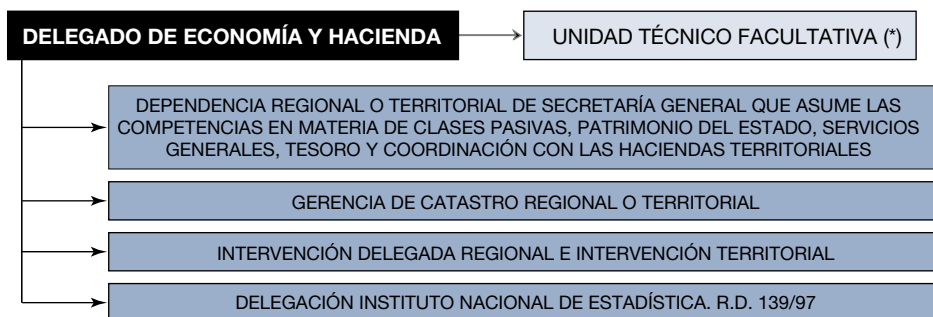 DELEGADO DE ECONOMÍA Y HACIENDA
UNIDAD TÉCNICO FACULTATIVA (*)
DEPENDENCIA REGIONAL O TERRITORIAL DE SECRETARÍA GENERAL QUE ASUME LAS
COMPETENCIAS EN MATERIA DE CLASES PASIVAS, PATRIMONIO DEL ESTADO, SERVICIOS
GENERALES, TESORO Y COORDINACIÓN CON LAS HACIENDAS TERRITORIALES
GERENCIA DE CATASTRO REGIONAL O TERRITORIAL
INTERVENCIÓN DELEGADA REGIONAL E INTERVENCIÓN TERRITORIAL
DELEGACIÓN INSTITUTO NACIONAL DE ESTADÍSTICA. R.D. 139/97